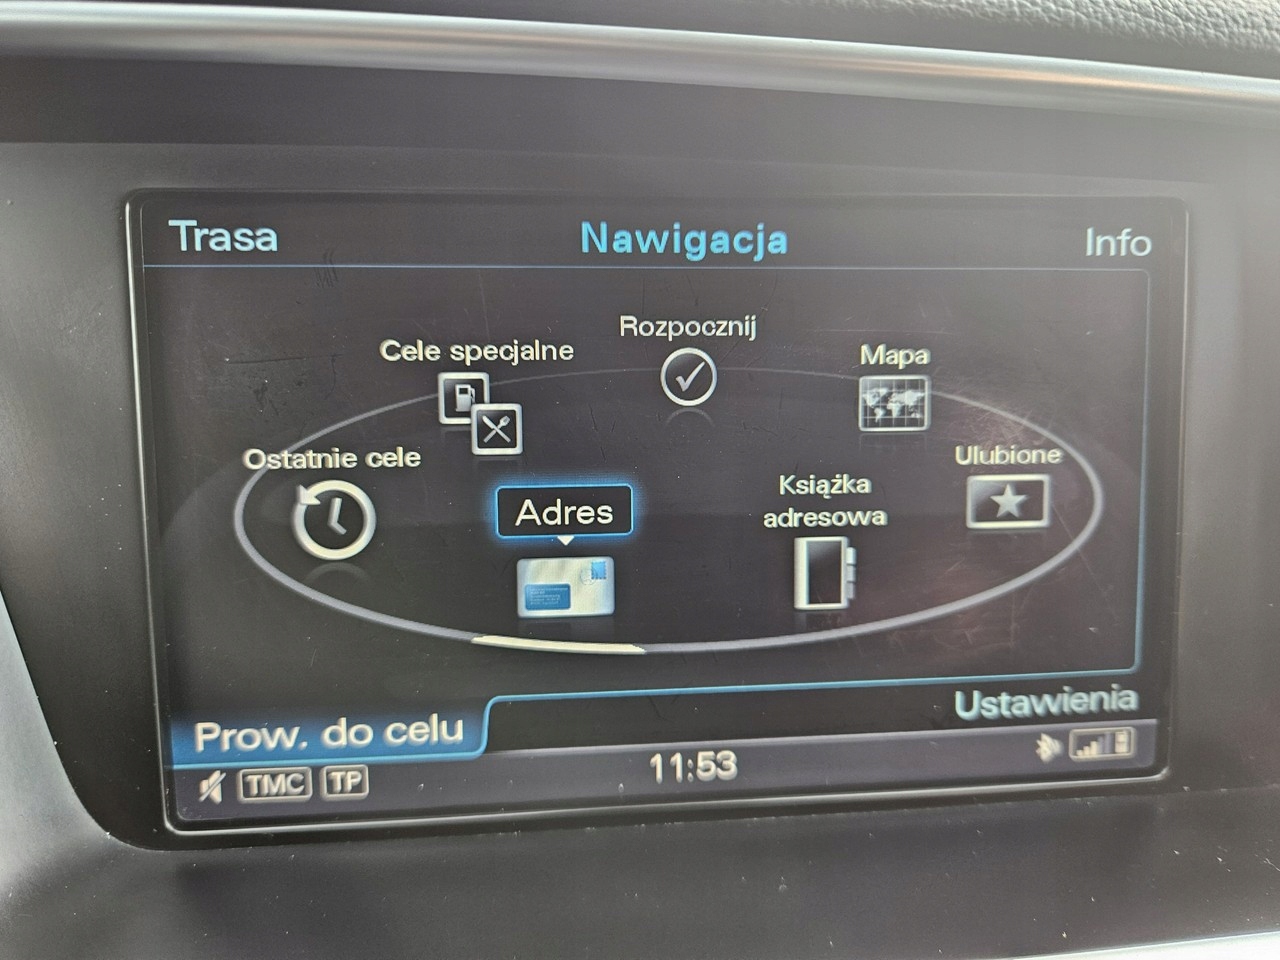 Trasa
Nawigacja
Info
Rozpocznij
Cele specjalne
Mapa
Ostatnie cele
Ulubione
Książka
adresowa
Adres
Ustawienia
Prow. do celu
11:53
TMC
TP